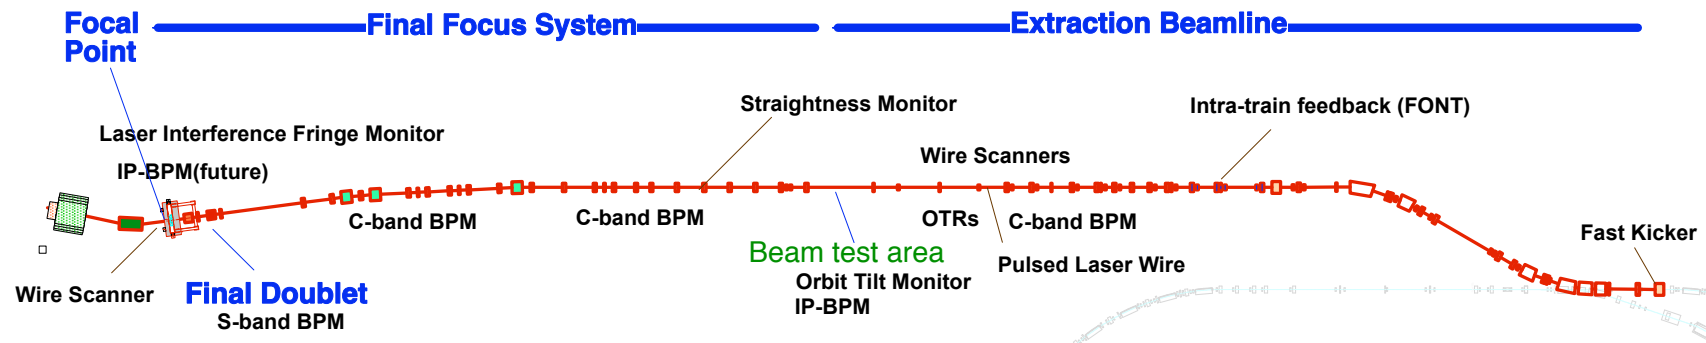 Focal
Point
Final Focus System
Extraction Beamline
Straightness Monitor
Intra-train feedback (FONT)
Laser Interference Fringe Monitor
Wire Scanners
IP-BPM(future)
C-band BPM
C-band BPM
OTRs
C-band BPM
Fast Kicker
Beam test area
Pulsed Laser Wire
Orbit Tilt Monitor
IP-BPM
Wire Scanner
Final Doublet
S-band BPM